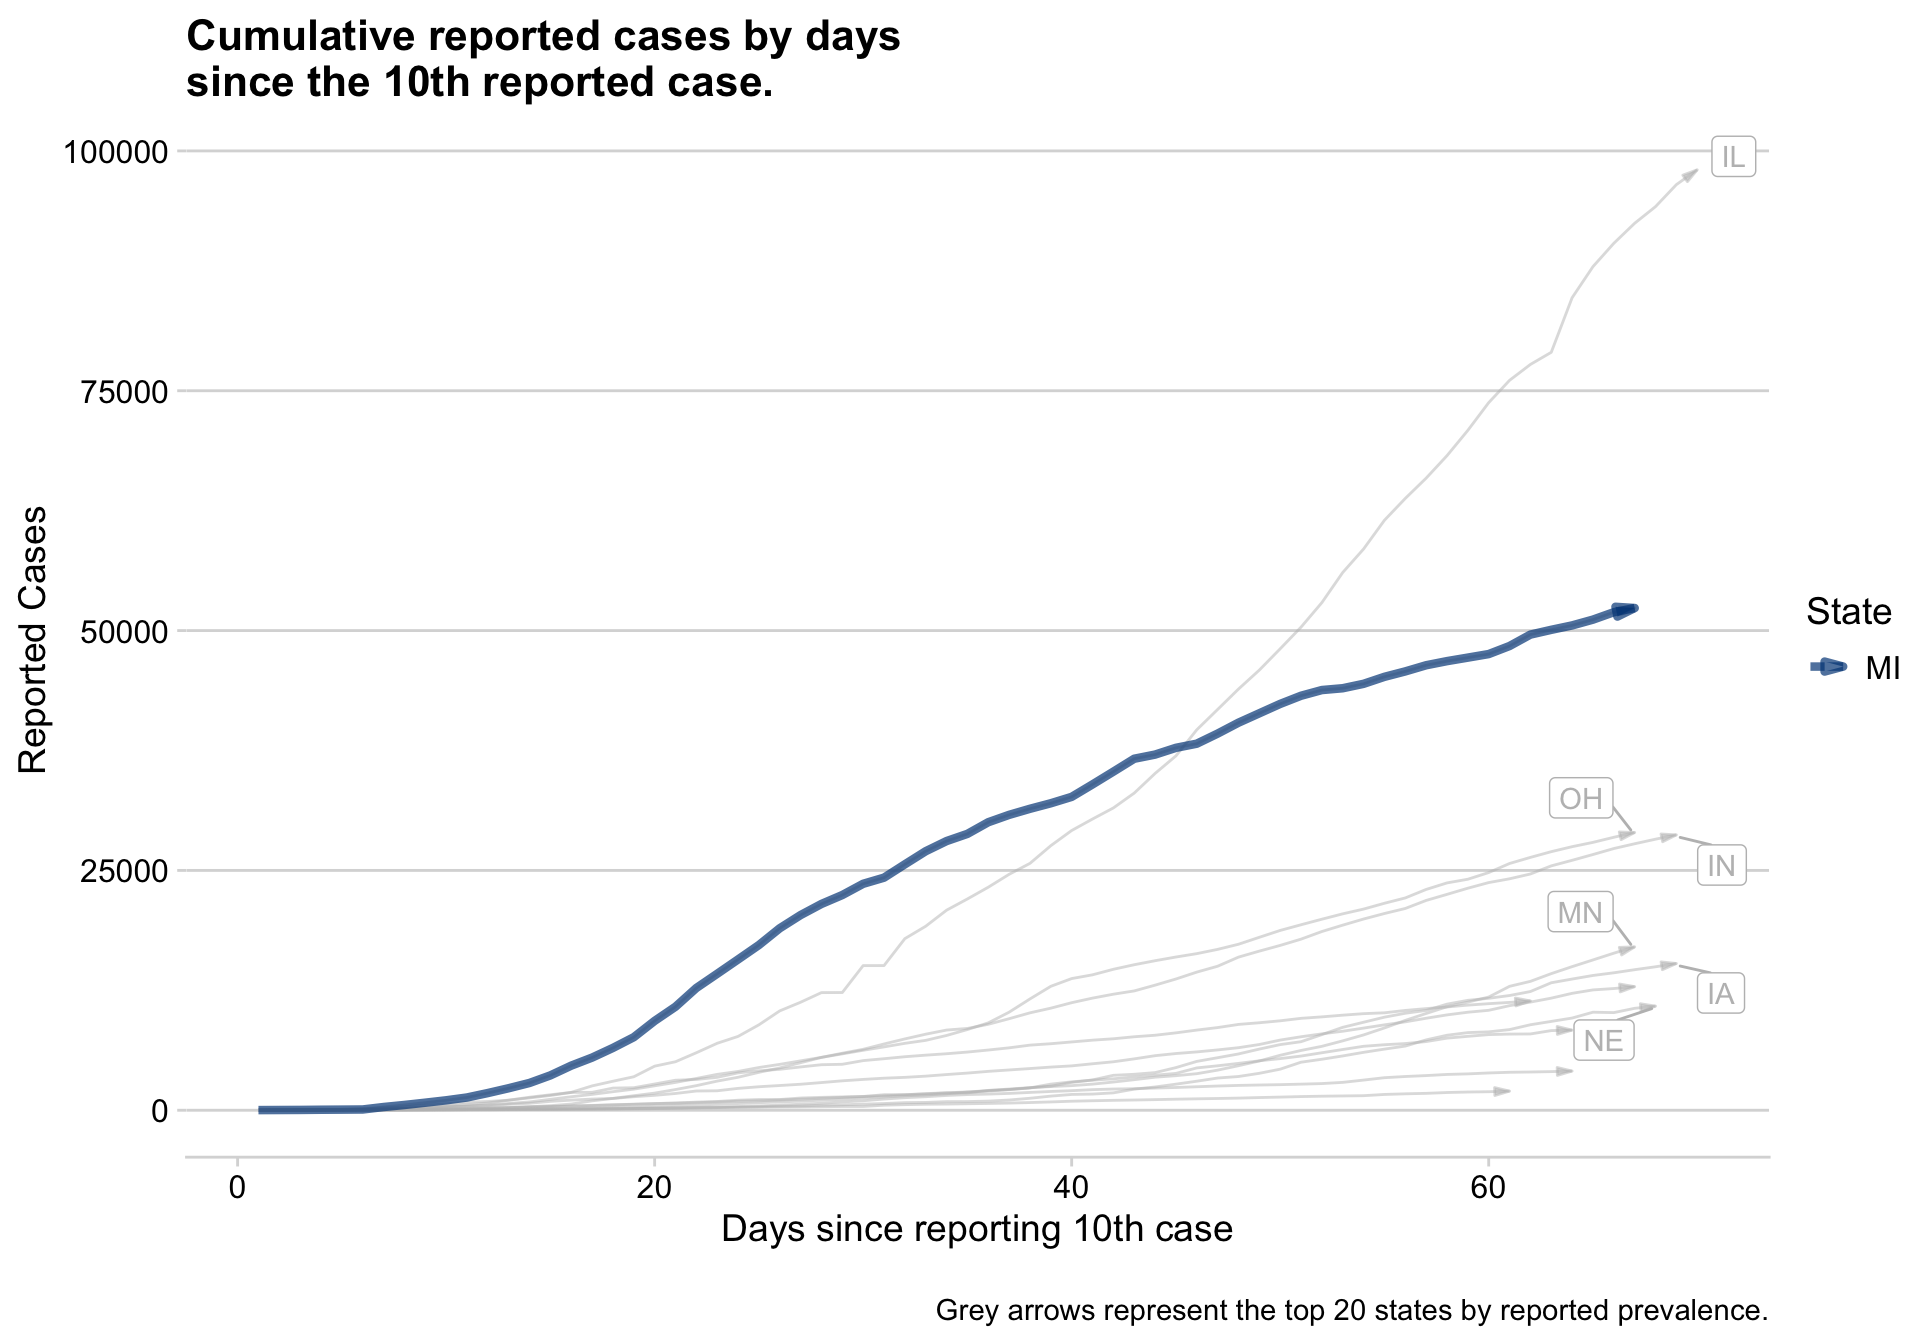 Cumulative reported cases by days
since the 10th reported case.
100000
75000
50000
25000
0
Reported Cases
IL
OH
IN
MN
IA
NE
State
MI
0
20
40
60
Days since reporting 10th case
Grey arrows represent the top 20 states by reported prevalence.